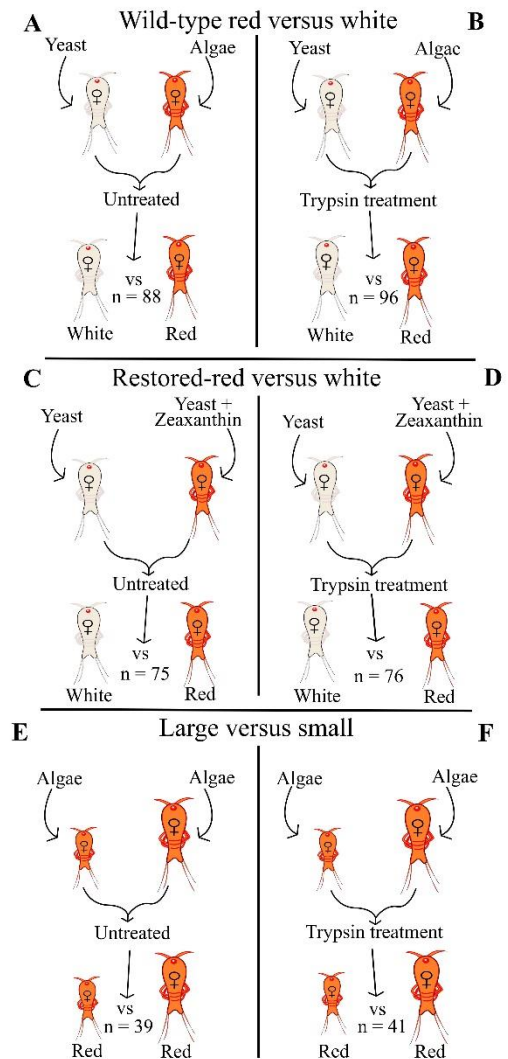 A
Wild-type red versus white
B
Yeast
Algae
Yeast
Algae
♀
♀
♀
♀
Untreated
Trypsin treatment
♀
♀
♀
♀
vs
n = 88
vs
n = 96
White
Red
White
Red
C
Restored-red versus white
D
Yeast
Yeast +
Zeaxanthin
Yeast
Yeast +
Zeaxanthin
♀
♀
♀
♀
Untreated
Trypsin treatment
♀
♀
♀
♀
vs
n = 75
vs
n = 76
White
Red
White
Red
E
Large versus small
F
Algae
Algae
Algae
Algae
♀
♀
♀
♀
Untreated
Trypsin treatment
♀
♀
♀
♀
vs
n = 39
vs
n = 41
Red
Red
Red
Red